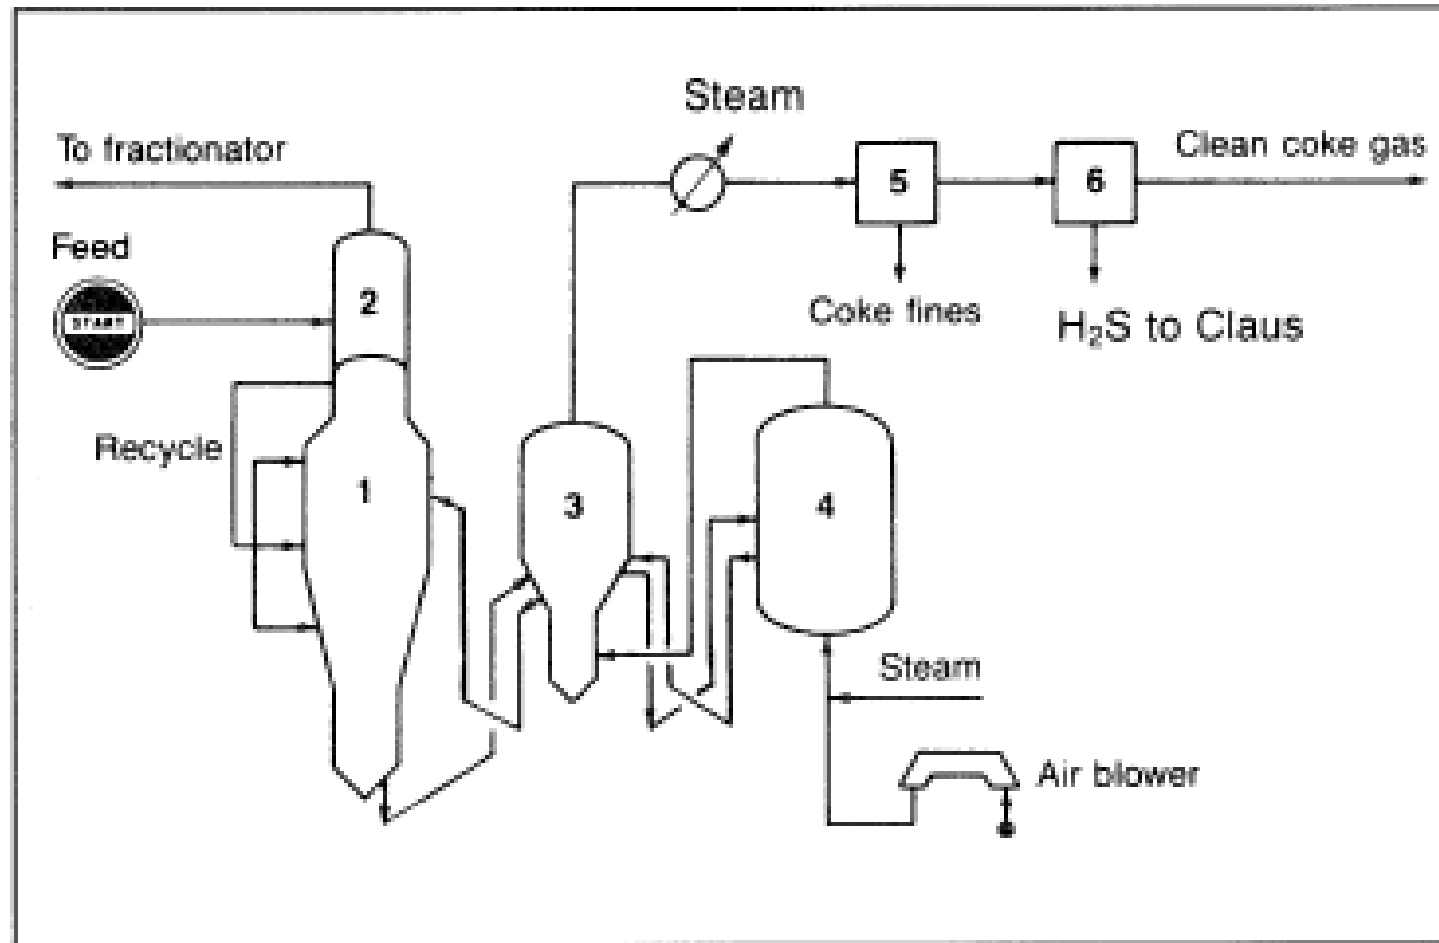 Steam
To fractionator
Clean coke gas
5
6
Feed
START
2
Coke fines
H₂S to Claus
Recycle
1
3
4
Steam
Air blower